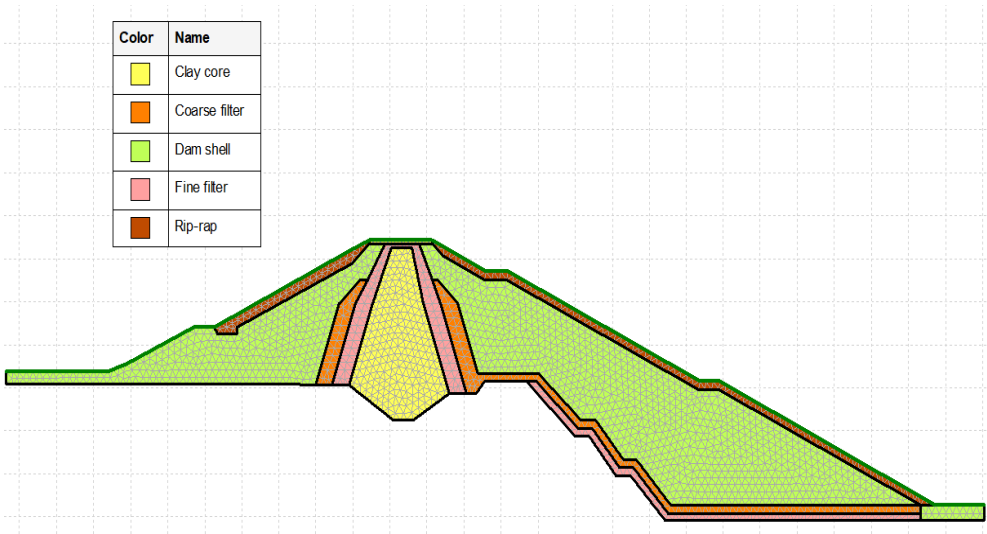 Color Name
Clay core
Coarse filter
Dam shell
Fine filter
Rip-rap